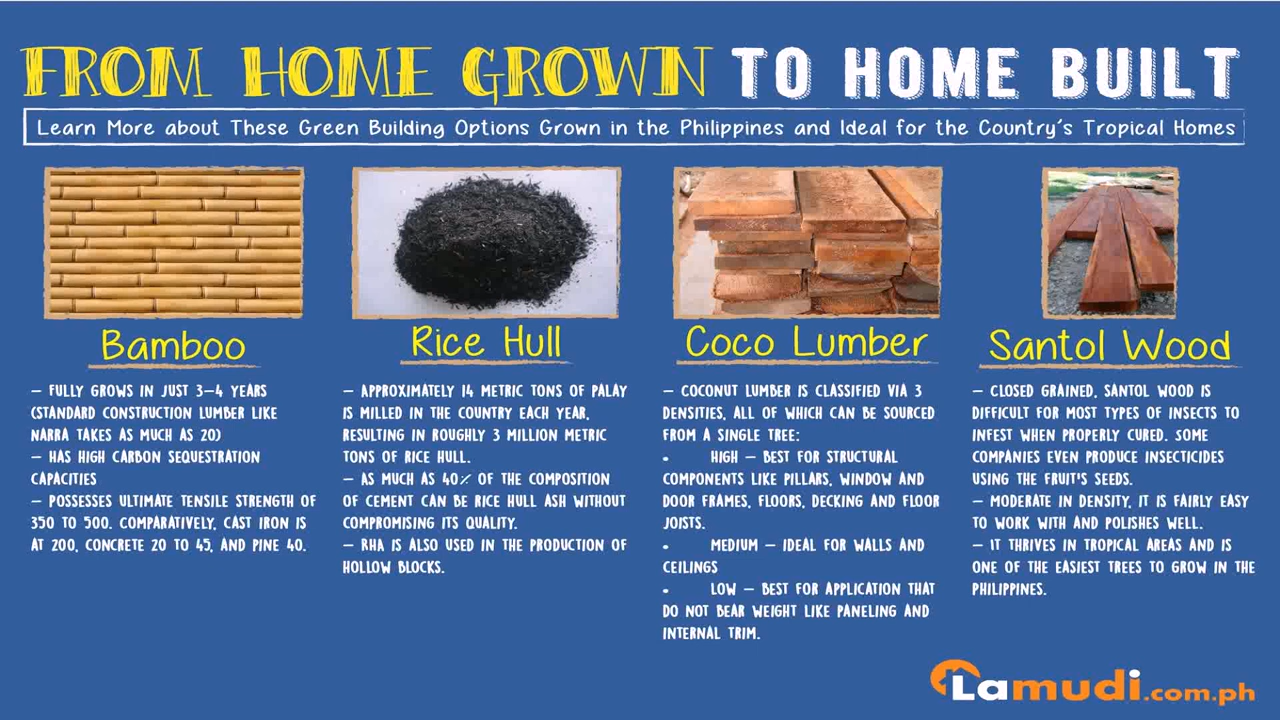 FROM HOME GROWN TO HOME BUILT
Learn More about These Green Building Options Grown in the Philippines and Ideal for the Country's Tropical Homes
Bamboo
– FULLY GROWS IN JUST 3–4 YEARS
(STANDARD CONSTRUCTION LUMBER LIKE
NARRA TAKES AS MUCH AS 20)
– HAS HIGH CARBON SEQUESTRATION
CAPACITIES
– POSSESSES ULTIMATE TENSILE STRENGTH OF
350 TO 500. COMPARATIVELY, CAST IRON IS
AT 200, CONCRETE 20 TO 45, AND PINE 40.
Rice Hull
– APPROXIMATELY 14 METRIC TONS OF PALAY
IS MILLED IN THE COUNTRY EACH YEAR,
RESULTING IN ROUGHLY 3 MILLION METRIC
TONS OF RICE HULL.
– AS MUCH AS 40% OF THE COMPOSITION
OF CEMENT CAN BE RICE HULL ASH WITHOUT
COMPROMISING ITS QUALITY.
– RHA IS ALSO USED IN THE PRODUCTION OF
HOLLOW BLOCKS.
Coco Lumber
– COCONUT LUMBER IS CLASSIFIED VIA 3
DENSITIES, ALL OF WHICH CAN BE SOURCED
FROM A SINGLE TREE:
• HIGH – BEST FOR STRUCTURAL
COMPONENTS LIKE PILLARS, WINDOW AND
DOOR FRAMES, FLOORS, DECKING AND FLOOR
JOISTS.
• MEDIUM – IDEAL FOR WALLS AND
CEILINGS
• LOW – BEST FOR APPLICATION THAT
DO NOT BEAR WEIGHT LIKE PANELING AND
INTERNAL TRIM.
Santol Wood
– CLOSED GRAINED, SANTOL WOOD IS
DIFFICULT FOR MOST TYPES OF INSECTS TO
INFEST WHEN PROPERLY CURED. SOME
COMPANIES EVEN PRODUCE INSECTICIDES
USING THE FRUIT'S SEEDS.
– MODERATE IN DENSITY, IT IS FAIRLY EASY
TO WORK WITH AND POLISHES WELL.
– IT THRIVES IN TROPICAL AREAS AND IS
ONE OF THE EASIEST TREES TO GROW IN THE
PHILIPPINES.
Lamudi.com.ph